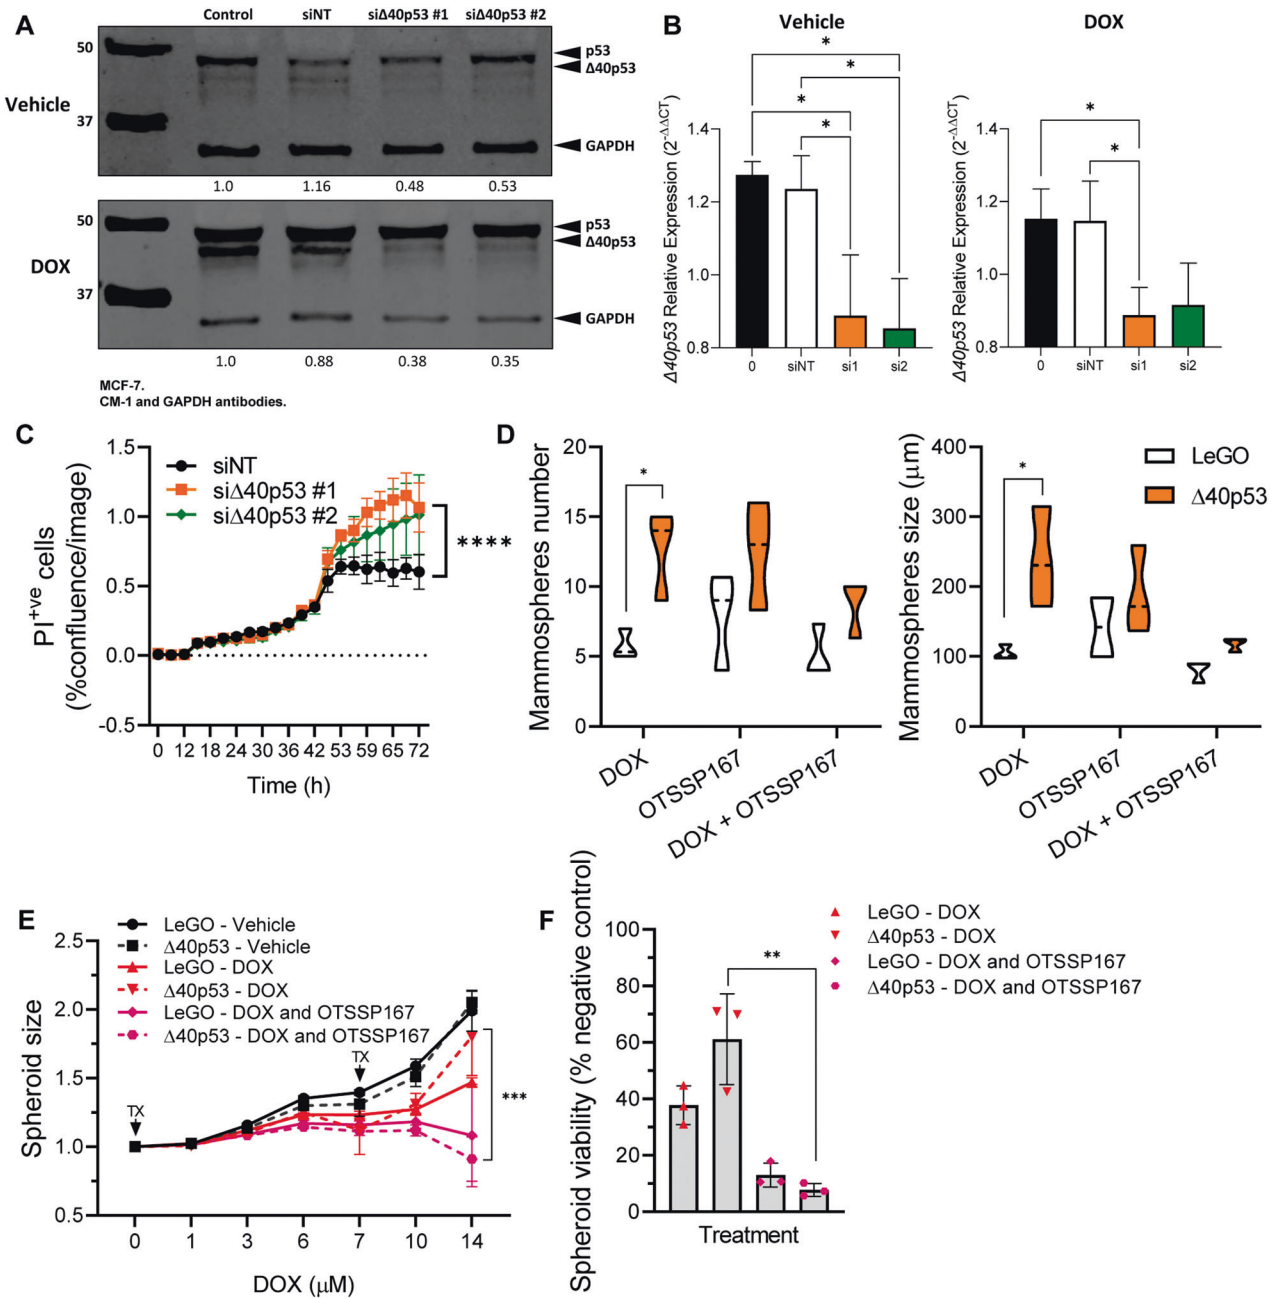 A
Control siNT siΔ40p53 #1 siΔ40p53 #2
50
p53
Δ40p53
Vehicle
37
GAPDH
1.0 1.16 0.48 0.53
50
p53
Δ40p53
DOX
37
GAPDH
1.0 0.88 0.38 0.35
MCF-7.
CM-1 and GAPDH antibodies.
B
Vehicle
Δ40p53 Relative Expression (2^-ΔΔCT)
1.4
1.2
1.0
0.8
* * * *
0 siNT si1 si2
DOX
Δ40p53 Relative Expression (2^-ΔΔCT)
1.4
1.2
1.0
0.8
* *
0 siNT si1 si2
C
PI+ve cells
(%confluence/image)
1.5
1.0
0.5
0.0
-0.5
siNT
siΔ40p53 #1
siΔ40p53 #2
****
0 12 18 24 30 36 42 53 59 65 72
Time (h)
D
Mammospheres number
20
15
10
5
0
*
DOX
OTSSP167
DOX + OTSSP167
Mammospheres size (μm)
400
300
200
100
0
*
LeGO
Δ40p53
DOX
OTSSP167
DOX + OTSSP167
E
LeGO - Vehicle
Δ40p53 - Vehicle
LeGO - DOX
Δ40p53 - DOX
LeGO - DOX and OTSSP167
Δ40p53 - DOX and OTSSP167
Spheroid size
2.5
2.0
1.5
1.0
0.5
TX
TX
***
0 1 3 6 7 10 14
DOX (μM)
F
Spheroid viability (% negative control)
100
80
60
40
20
0
**
LeGO - DOX
Δ40p53 - DOX
LeGO - DOX and OTSSP167
Δ40p53 - DOX and OTSSP167
Treatment